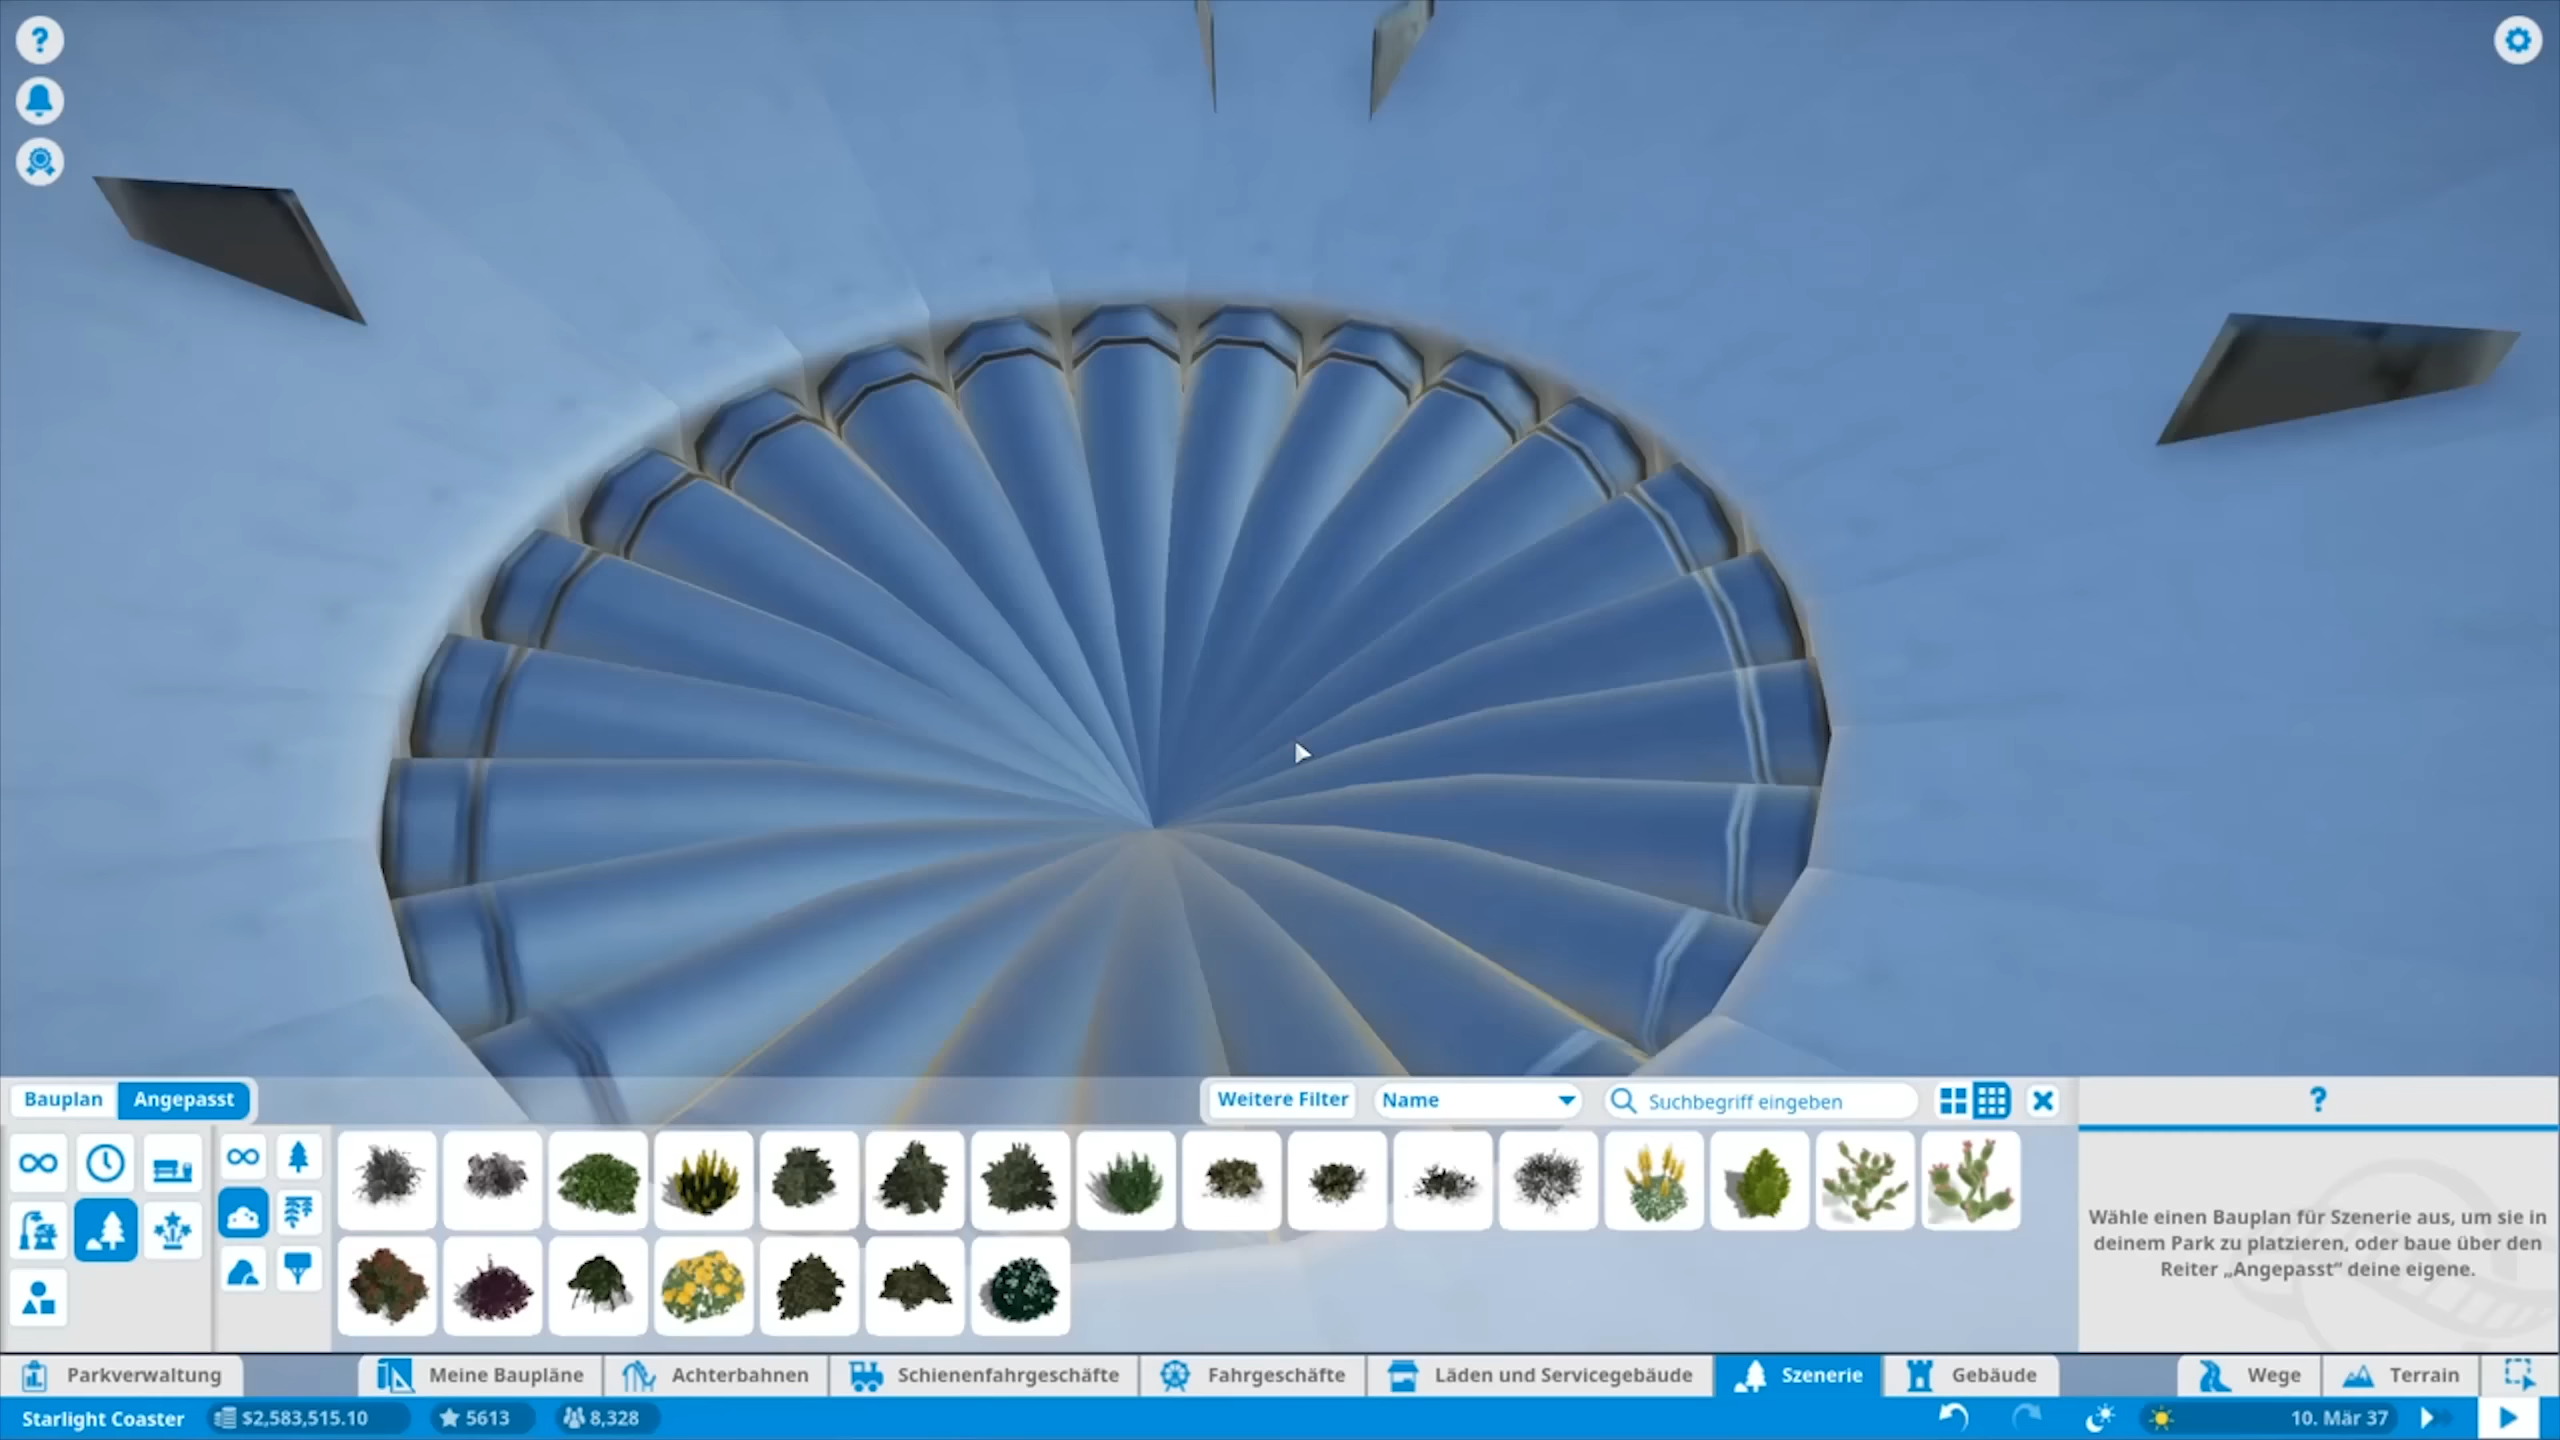 Bauplan Angepasst
Weitere Filter Name Suchbegriff eingeben
Wähle einen Bauplan für Szenerie aus, um sie in
deinem Park zu platzieren, oder baue über den
Reiter „Angepasst“ deine eigene.
Parkverwaltung Meine Baupläne Achterbahnen Schienenfahrgeschäfte Fahrgeschäfte Läden und Servicegebäude Szenerie Gebäude Wege Terrain
Starlight Coaster $2,583,515.10 5613 8,328 10. Mär 37